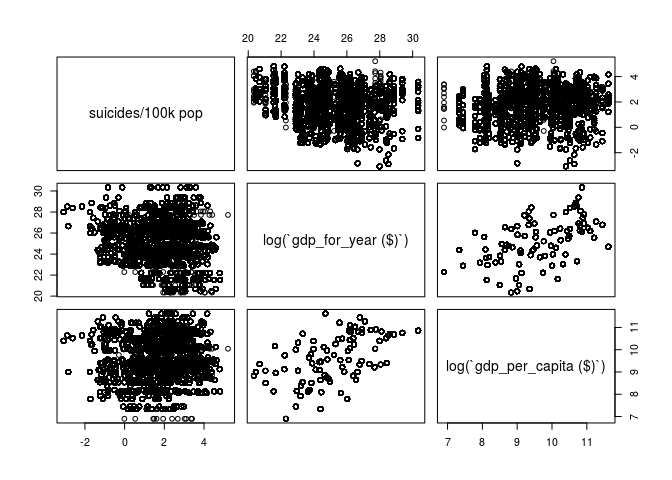 20 22 24 26 28 30
suicides/100k pop
-2 0 2 4
20 22 24 26 28 30
log(`gdp_for_year ($)`)
log(`gdp_per_capita ($)`)
7 8 9 10 11
-2 0 2 4
7 8 9 10 11